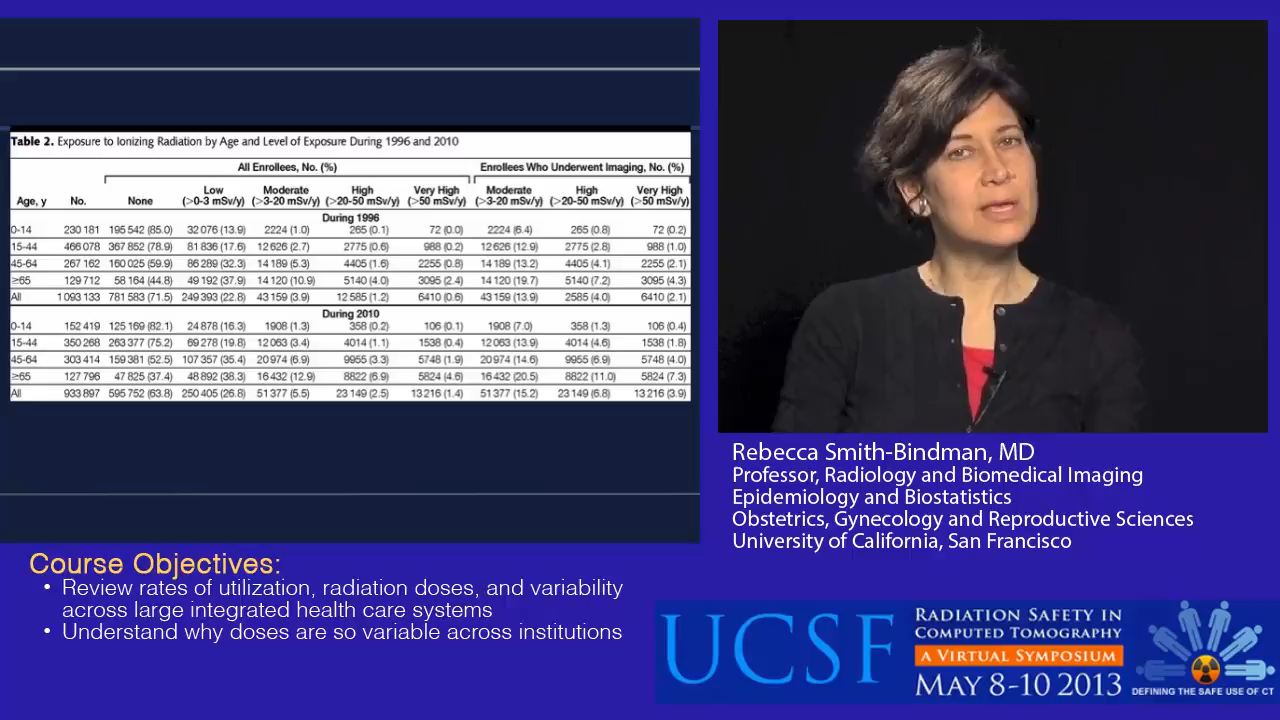 Table 2. Exposure to Ionizing Radiation by Age and Level of Exposure During 1996 and 2010
All Enrollees, No. (%) Enrollees Who Underwent Imaging, No. (%)
Low Moderate High Very High Moderate High Very High
Age, y No. None (>0-3 mSv/y) (>3-20 mSv/y) (>20-50 mSv/y) (>50 mSv/y) (>3-20 mSv/y) (>20-50 mSv/y) (>50 mSv/y)
During 1996
0-14 230 181 195 542 (85.0) 32 076 (13.9) 2224 (1.0) 265 (0.1) 72 (0.0) 2224 (6.4) 265 (0.8) 72 (0.2)
15-44 466 078 367 852 (78.9) 81 836 (17.6) 12 626 (2.7) 2775 (0.6) 988 (0.2) 12 626 (12.9) 2775 (2.8) 988 (1.0)
45-64 267 162 160 025 (59.9) 86 289 (32.3) 14 189 (5.3) 4405 (1.6) 2255 (0.8) 14 189 (13.2) 4405 (4.1) 2255 (2.1)
≥65 129 712 58 164 (44.8) 49 192 (37.9) 14 120 (10.9) 5140 (4.0) 3095 (2.4) 14 120 (19.7) 5140 (7.2) 3095 (4.3)
All 1 093 133 781 583 (71.5) 249 393 (22.8) 43 159 (3.9) 12 585 (1.2) 6410 (0.6) 43 159 (13.9) 2585 (4.0) 6410 (2.1)
During 2010
0-14 152 419 125 169 (82.1) 24 878 (16.3) 1908 (1.3) 358 (0.2) 106 (0.1) 1908 (7.0) 358 (1.3) 106 (0.4)
15-44 350 268 263 377 (75.2) 69 278 (19.8) 12 063 (3.4) 4014 (1.1) 1538 (0.4) 12 063 (13.9) 4014 (4.6) 1538 (1.8)
45-64 303 414 159 381 (52.5) 107 357 (35.4) 20 974 (6.9) 9955 (3.3) 5748 (1.9) 20 974 (14.6) 9955 (6.9) 5748 (4.0)
≥65 127 796 47 825 (37.4) 48 892 (38.3) 16 432 (12.9) 8822 (6.9) 5824 (4.6) 16 432 (20.5) 8822 (11.0) 5824 (7.3)
All 933 897 595 752 (63.8) 250 405 (26.8) 51 377 (5.5) 23 149 (2.5) 13 216 (1.4) 51 377 (15.2) 23 149 (6.8) 13 216 (3.9)
Rebecca Smith-Bindman, MD
Professor, Radiology and Biomedical Imaging
Epidemiology and Biostatistics
Obstetrics, Gynecology and Reproductive Sciences
University of California, San Francisco
Course Objectives:
• Review rates of utilization, radiation doses, and variability
across large integrated health care systems
• Understand why doses are so variable across institutions
UCSF
RADIATION SAFETY IN
COMPUTED TOMOGRAPHY
A VIRTUAL SYMPOSIUM
MAY 8-10 2013
DEFINING THE SAFE USE OF CT